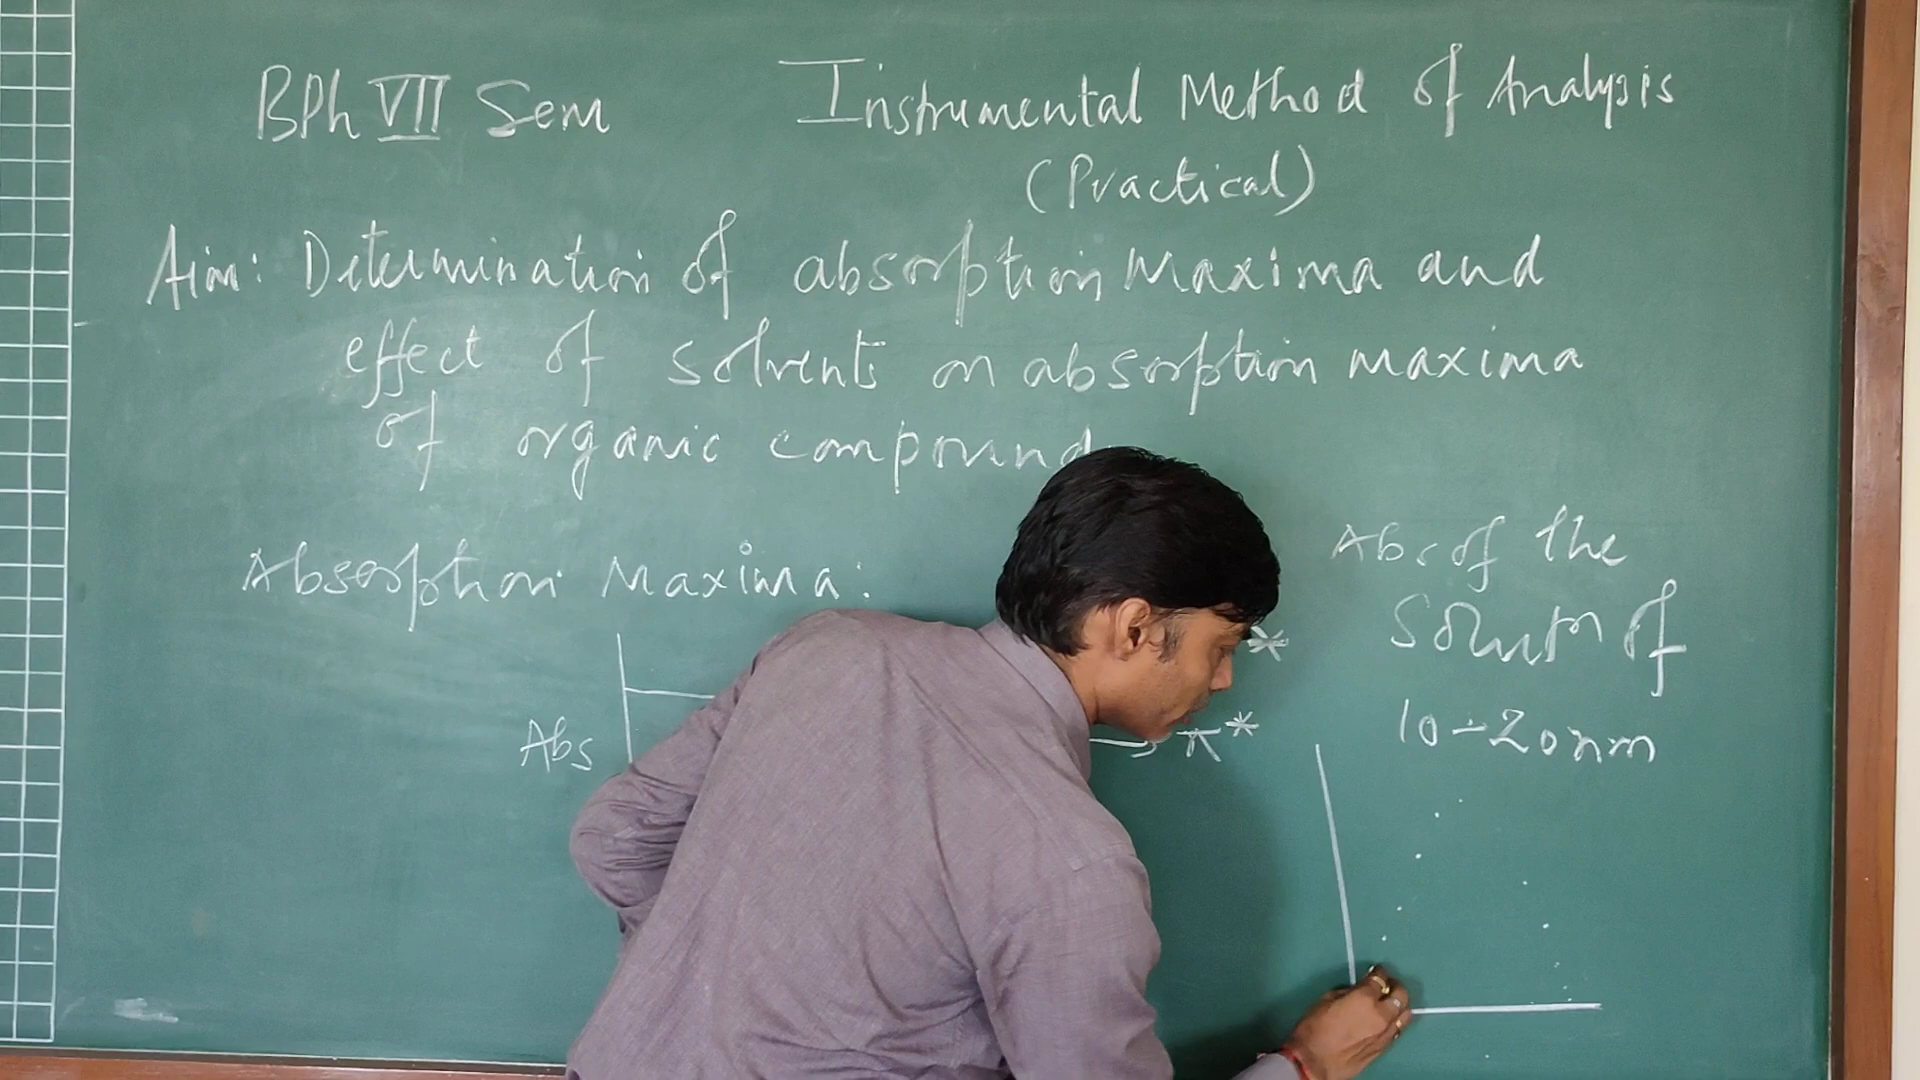 BPh VII Sem
Instrumental Method of Analysis
(Practical)
Aim: Determination of absorption Maxima and
effect of solvents on absorption maxima
of organic compound
Absorption Maxima:
Abs of the
Solutn of
10-20nm
*
Abs
→ π*